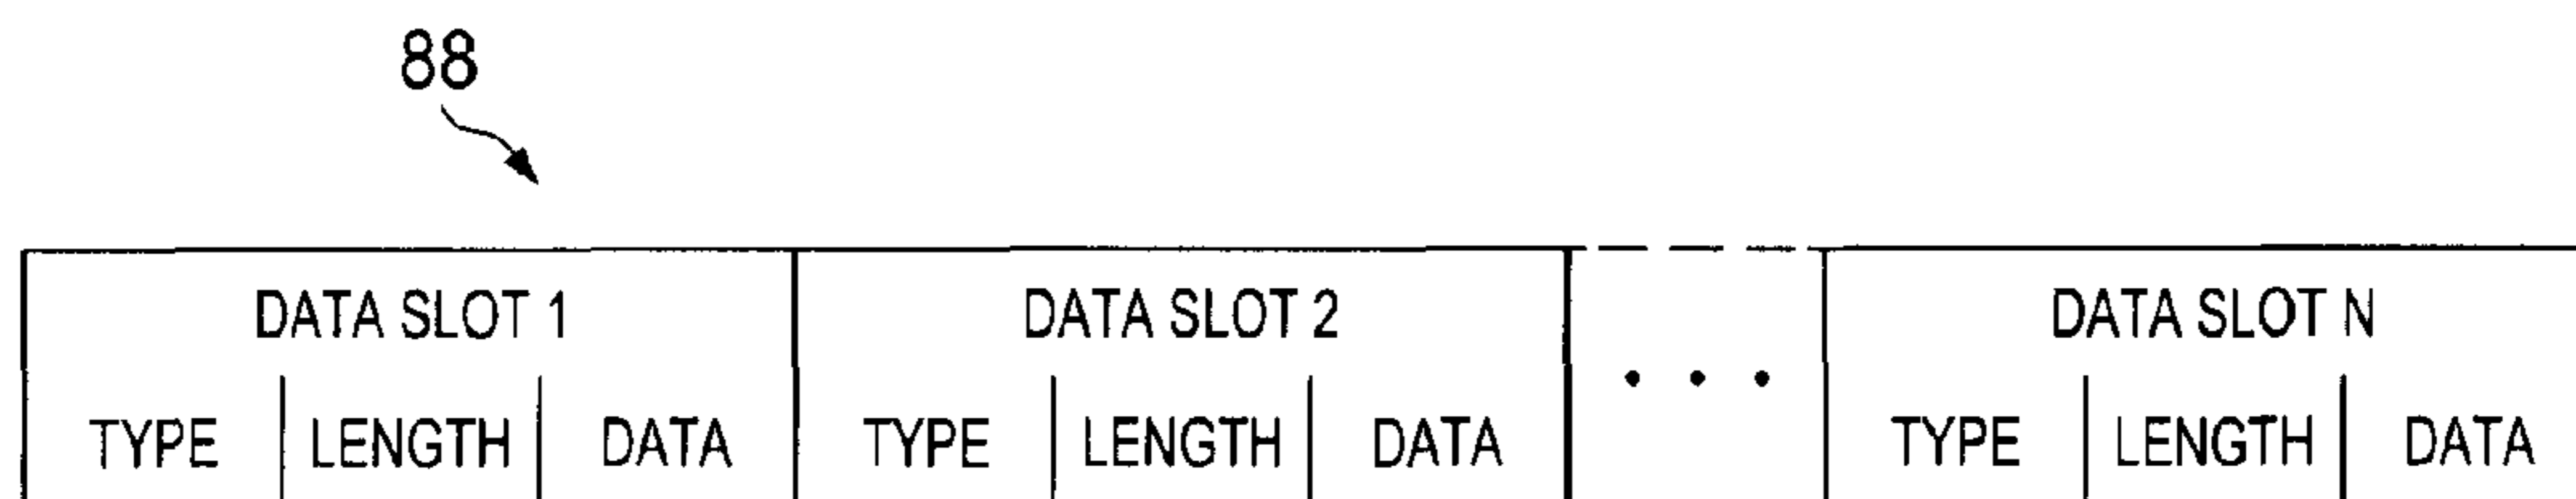 88
DATA SLOT 1 DATA SLOT 2 DATA SLOT N
• • •
TYPE LENGTH DATA TYPE LENGTH DATA TYPE LENGTH DATA